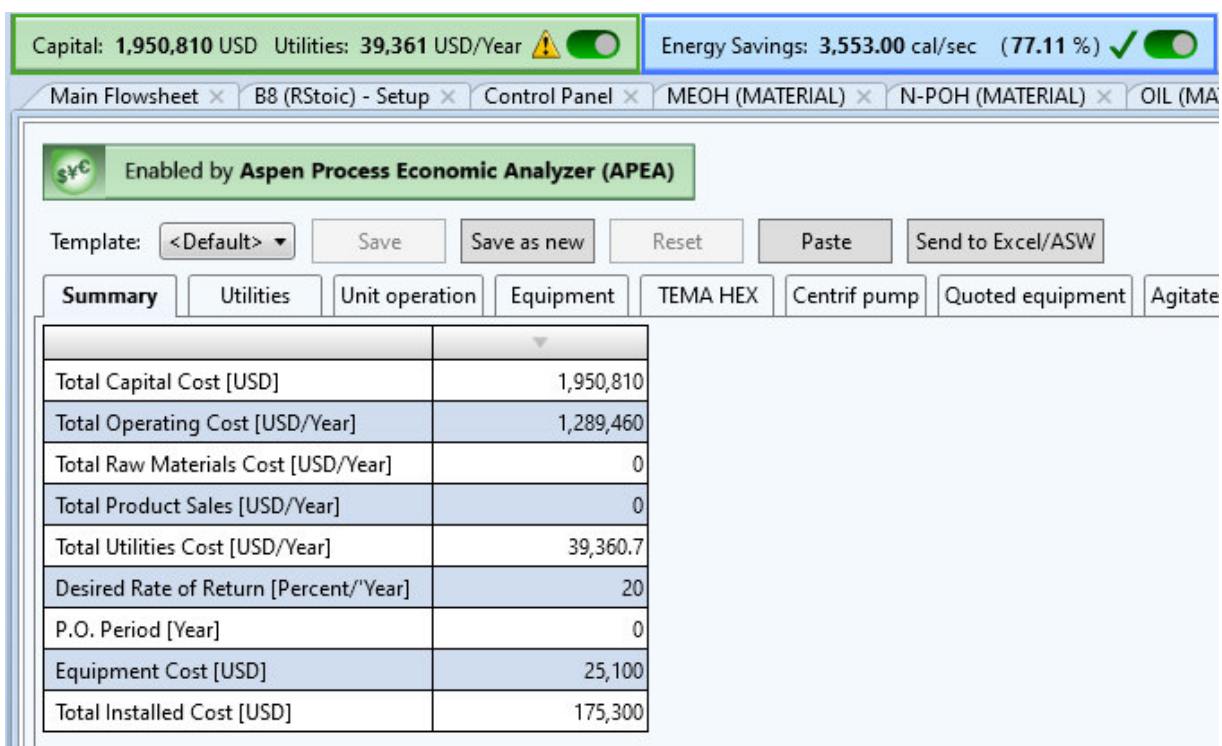 Capital: 1,950,810 USD Utilities: 39,361 USD/Year Energy Savings: 3,553.00 cal/sec (77.11 %)
Main Flowsheet B8 (RStoic) - Setup Control Panel MEOH (MATERIAL) N-POH (MATERIAL) OIL (MA
$¥€ Enabled by Aspen Process Economic Analyzer (APEA)
Template: <Default> Save Save as new Reset Paste Send to Excel/ASW
Summary Utilities Unit operation Equipment TEMA HEX Centrif pump Quoted equipment Agitate
Total Capital Cost [USD] 1,950,810
Total Operating Cost [USD/Year] 1,289,460
Total Raw Materials Cost [USD/Year] 0
Total Product Sales [USD/Year] 0
Total Utilities Cost [USD/Year] 39,360.7
Desired Rate of Return [Percent/'Year] 20
P.O. Period [Year] 0
Equipment Cost [USD] 25,100
Total Installed Cost [USD] 175,300